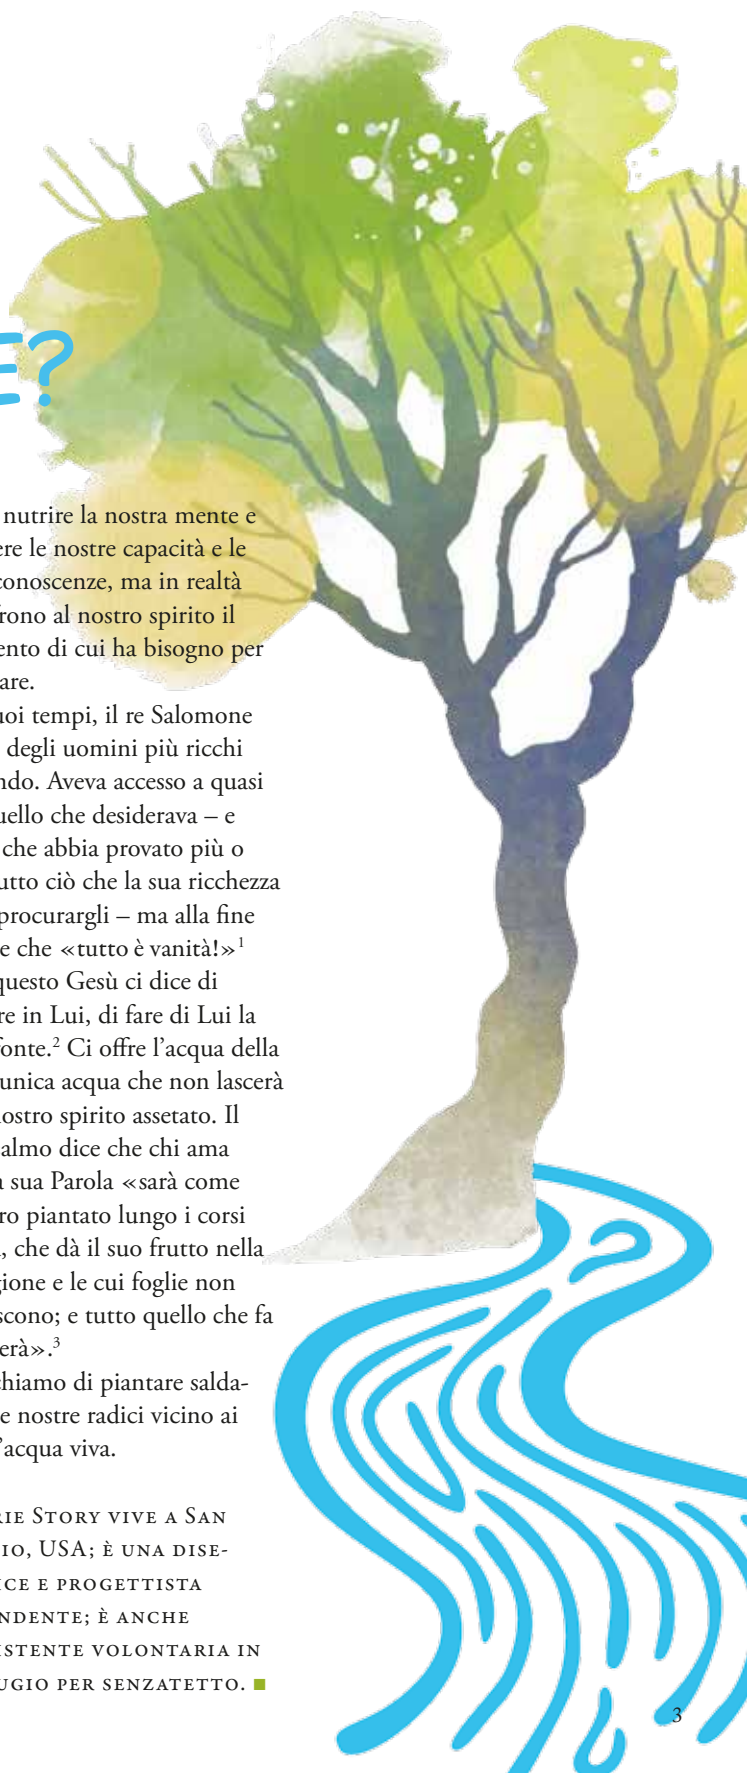 E?
nutrire la nostra mente e
ere le nostre capacità e le
conoscenze, ma in realtà
frono al nostro spirito il
ento di cui ha bisogno per
are.
uoi tempi, il re Salomone
degli uomini più ricchi
ndo. Aveva accesso a quasi
uello che desiderava – e
che abbia provato più o
utto ciò che la sua ricchezza
procurargli – ma alla fine
e che «tutto è vanità!»1
questo Gesù ci dice di
re in Lui, di fare di Lui la
fonte.2 Ci offre l’acqua della
unica acqua che non lascerà
nostro spirito assetato. Il
almo dice che chi ama
a sua Parola «sarà come
ro piantato lungo i corsi
, che dà il suo frutto nella
gione e le cui foglie non
scono; e tutto quello che fa
erà».3
chiamo di piantare salda-
e nostre radici vicino ai
’acqua viva.
rie Story vive a San
io, USA; è una dise-
ice e progettista
ndente; è anche
istente volontaria in
ugio per senzatetto.
3